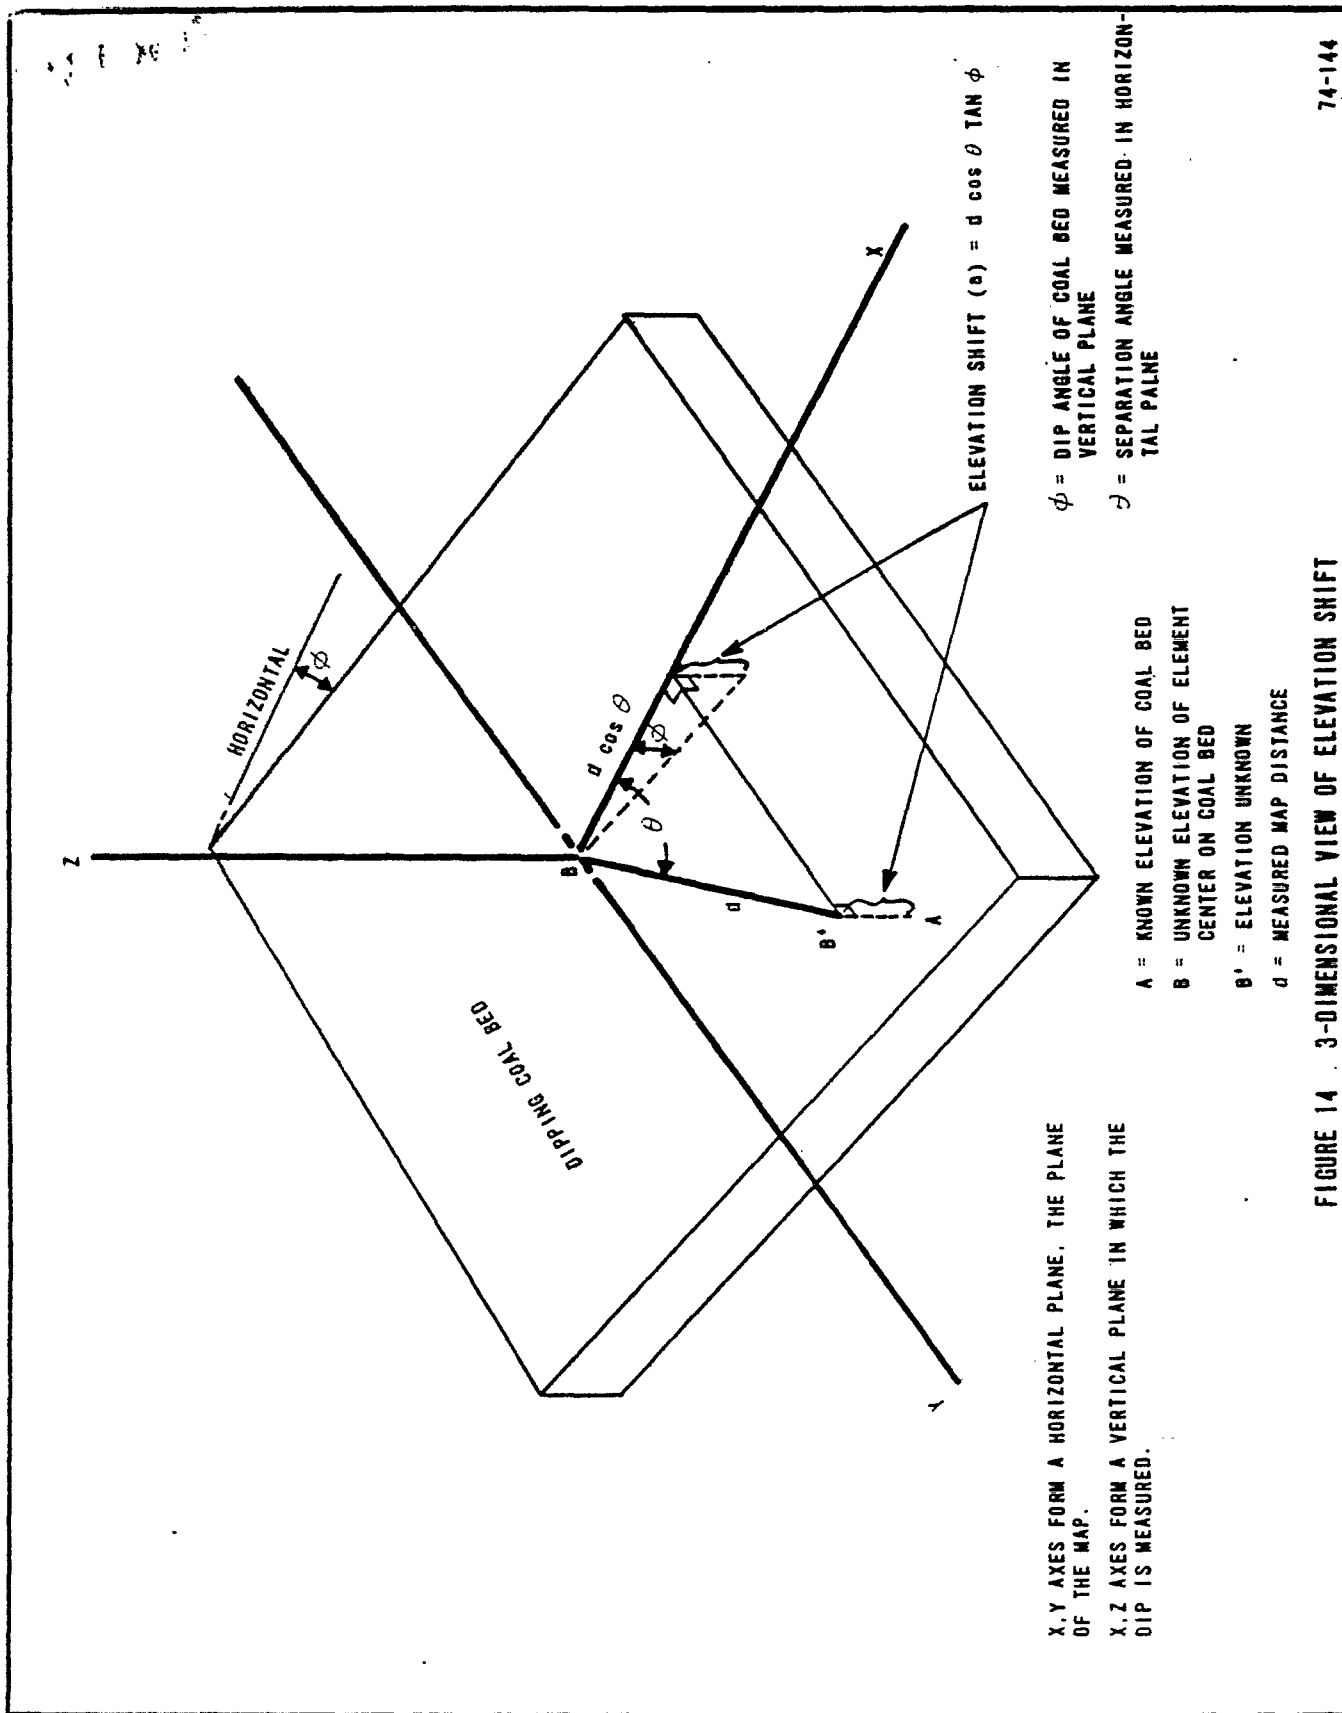 Z
HORIZONTAL
ϕ
DIPPING COAL BED
B
d cos θ
ϕ
θ
d
B'
A
X
Y
ELEVATION SHIFT (a) = d cos θ TAN ϕ
X,Y AXES FORM A HORIZONTAL PLANE, THE PLANE
OF THE MAP.
X,Z AXES FORM A VERTICAL PLANE IN WHICH THE
DIP IS MEASURED.
A = KNOWN ELEVATION OF COAL BED
B = UNKNOWN ELEVATION OF ELEMENT
CENTER ON COAL BED
B' = ELEVATION UNKNOWN
d = MEASURED MAP DISTANCE
ϕ = DIP ANGLE OF COAL BED MEASURED IN
VERTICAL PLANE
θ = SEPARATION ANGLE MEASURED IN HORIZON-
TAL PALNE
FIGURE 14 . 3-DIMENSIONAL VIEW OF ELEVATION SHIFT
74-144